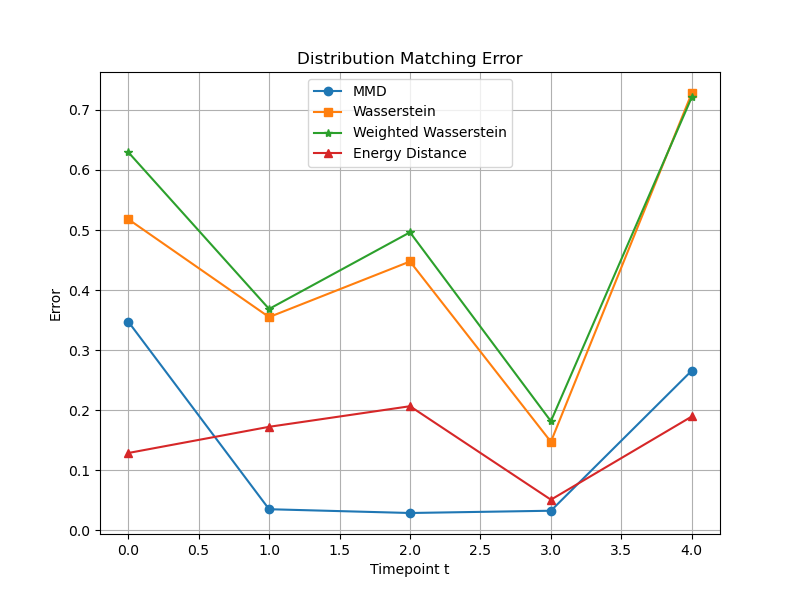 Distribution Matching Error
MMD
Wasserstein
Weighted Wasserstein
Energy Distance
Error
0.7
0.6
0.5
0.4
0.3
0.2
0.1
0.0
0.0 0.5 1.0 1.5 2.0 2.5 3.0 3.5 4.0
Timepoint t